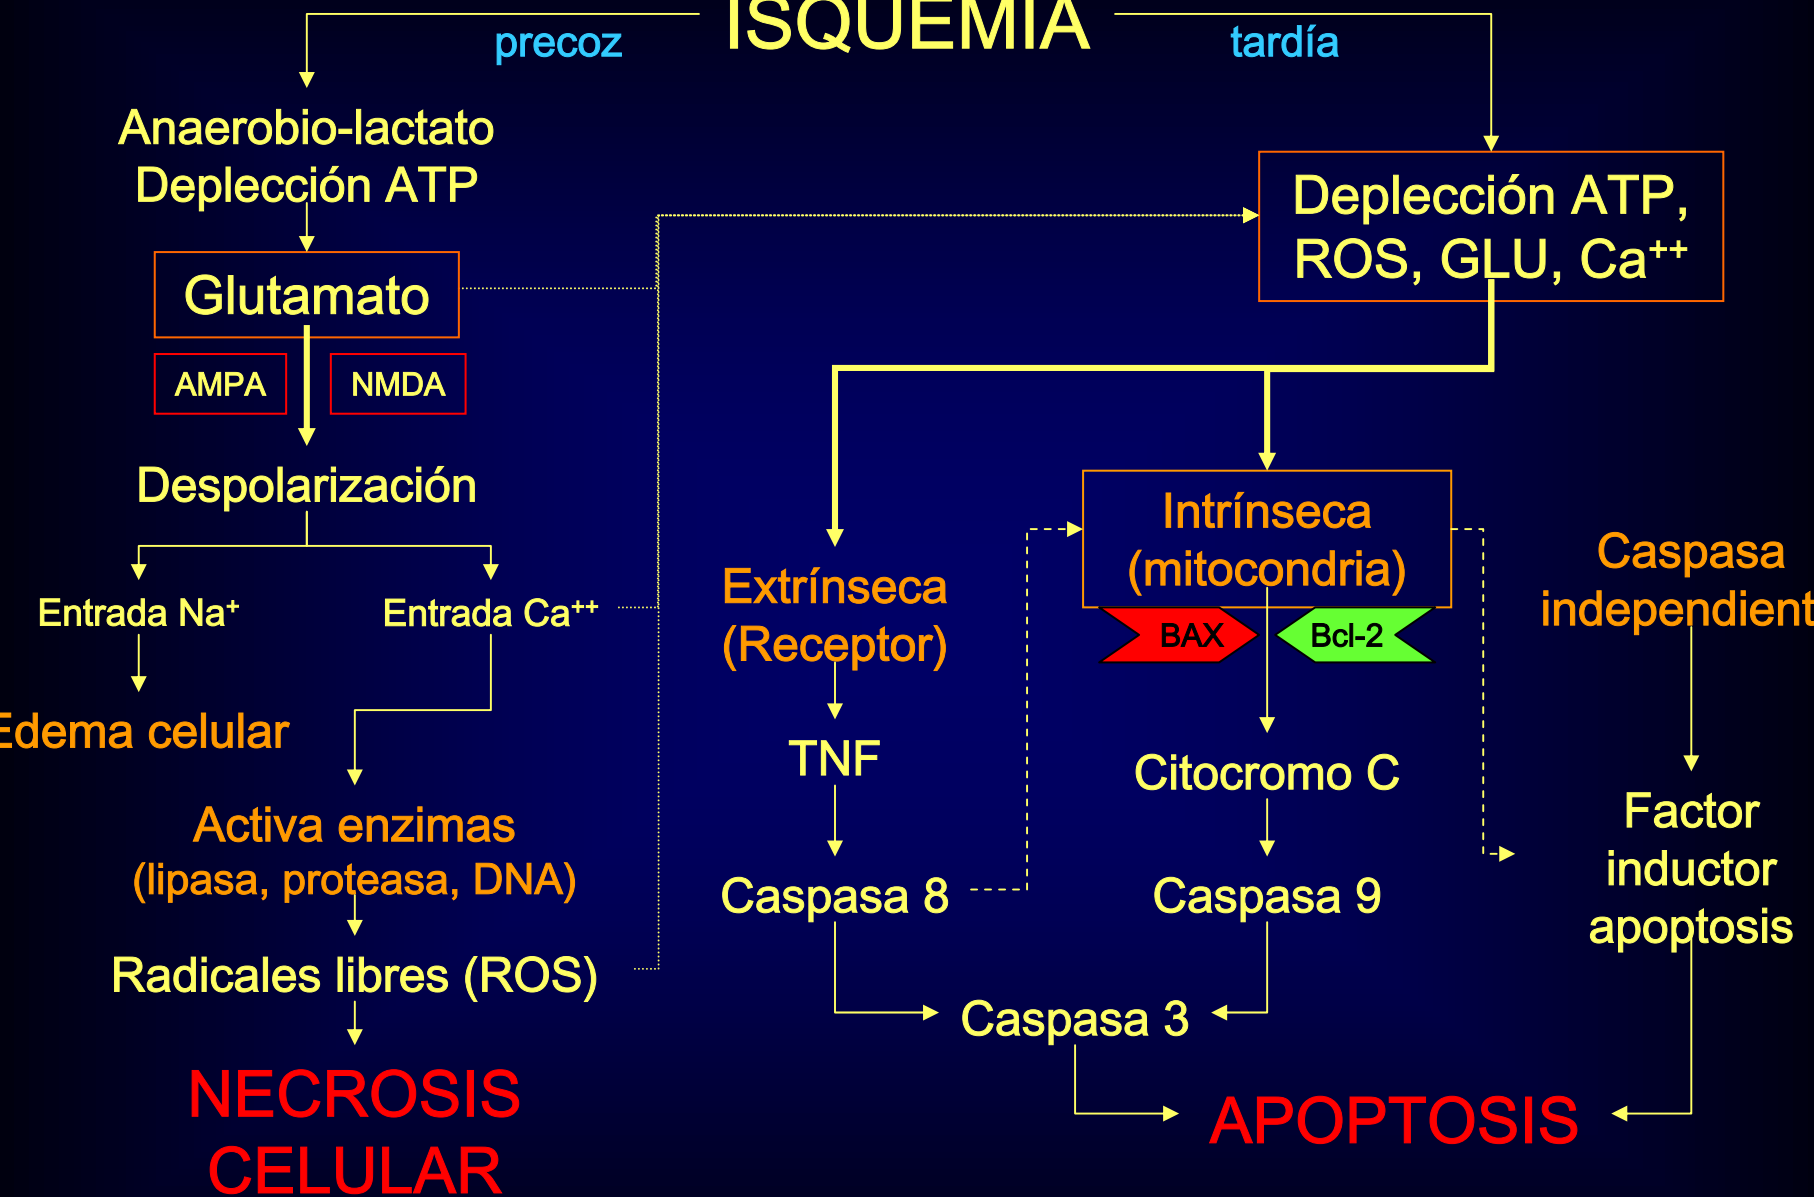 ISQUEMIA
precoz
tardía
Anaerobio-lactato
Deplección ATP
Glutamato
AMPA
NMDA
Despolarización
Entrada Na⁺
Entrada Ca⁺⁺
Edema celular
Activa enzimas
(lipasa, proteasa, DNA)
Radicales libres (ROS)
NECROSIS
CELULAR
Deplección ATP,
ROS, GLU, Ca⁺⁺
Extrínseca
(Receptor)
TNF
Caspasa 8
Intrínseca
(mitocondria)
BAX
Bcl-2
Citocromo C
Caspasa 9
Caspasa 3
Caspasa
independient
Factor
inductor
apoptosis
APOPTOSIS